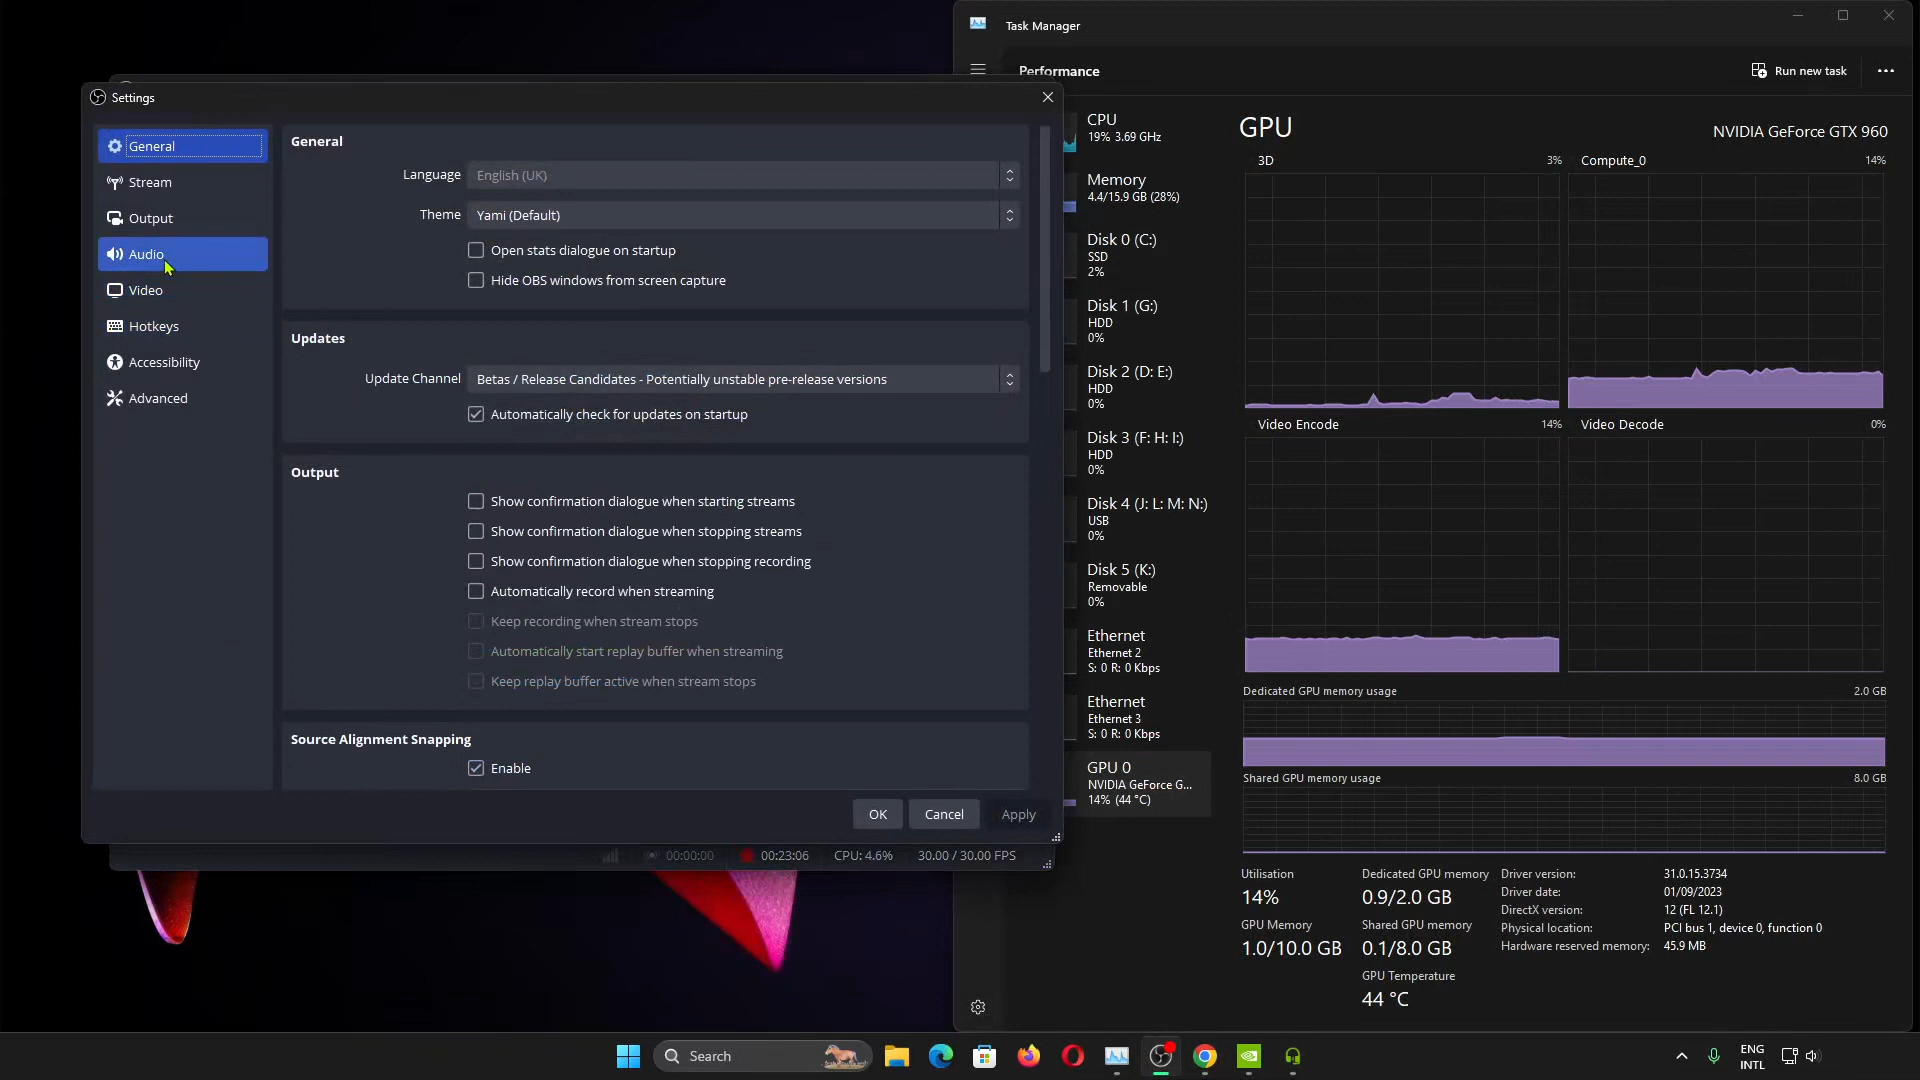 Task Manager
Performance
Run new task
Settings
General
Stream
Output
Audio
Video
Hotkeys
Accessibility
Advanced
General
Language
English (UK)
Theme
Yami (Default)
Open stats dialogue on startup
Hide OBS windows from screen capture
Updates
Update Channel
Betas / Release Candidates - Potentially unstable pre-release versions
Automatically check for updates on startup
Output
Show confirmation dialogue when starting streams
Show confirmation dialogue when stopping streams
Show confirmation dialogue when stopping recording
Automatically record when streaming
Keep recording when stream stops
Automatically start replay buffer when streaming
Keep replay buffer active when stream stops
Source Alignment Snapping
Enable
OK
Cancel
Apply
00:00:00
00:23:06
CPU: 4.6%
30.00 / 30.00 FPS
CPU
19% 3.69 GHz
Memory
4.4/15.9 GB (28%)
Disk 0 (C:)
SSD
2%
Disk 1 (G:)
HDD
0%
Disk 2 (D: E:)
HDD
0%
Disk 3 (F: H: I:)
HDD
0%
Disk 4 (J: L: M: N:)
USB
0%
Disk 5 (K:)
Removable
0%
Ethernet
Ethernet 2
S: 0 R: 0 Kbps
Ethernet
Ethernet 3
S: 0 R: 0 Kbps
GPU 0
NVIDIA GeForce G...
14% (44 °C)
GPU
NVIDIA GeForce GTX 960
3D
3%
Compute_0
14%
Video Encode
14%
Video Decode
0%
Dedicated GPU memory usage
2.0 GB
Shared GPU memory usage
8.0 GB
Utilisation
14%
Dedicated GPU memory
0.9/2.0 GB
GPU Memory
1.0/10.0 GB
Shared GPU memory
0.1/8.0 GB
GPU Temperature
44 °C
Driver version:
31.0.15.3734
Driver date:
01/09/2023
DirectX version:
12 (FL 12.1)
Physical location:
PCI bus 1, device 0, function 0
Hardware reserved memory:
45.9 MB
Search
ENG
INTL